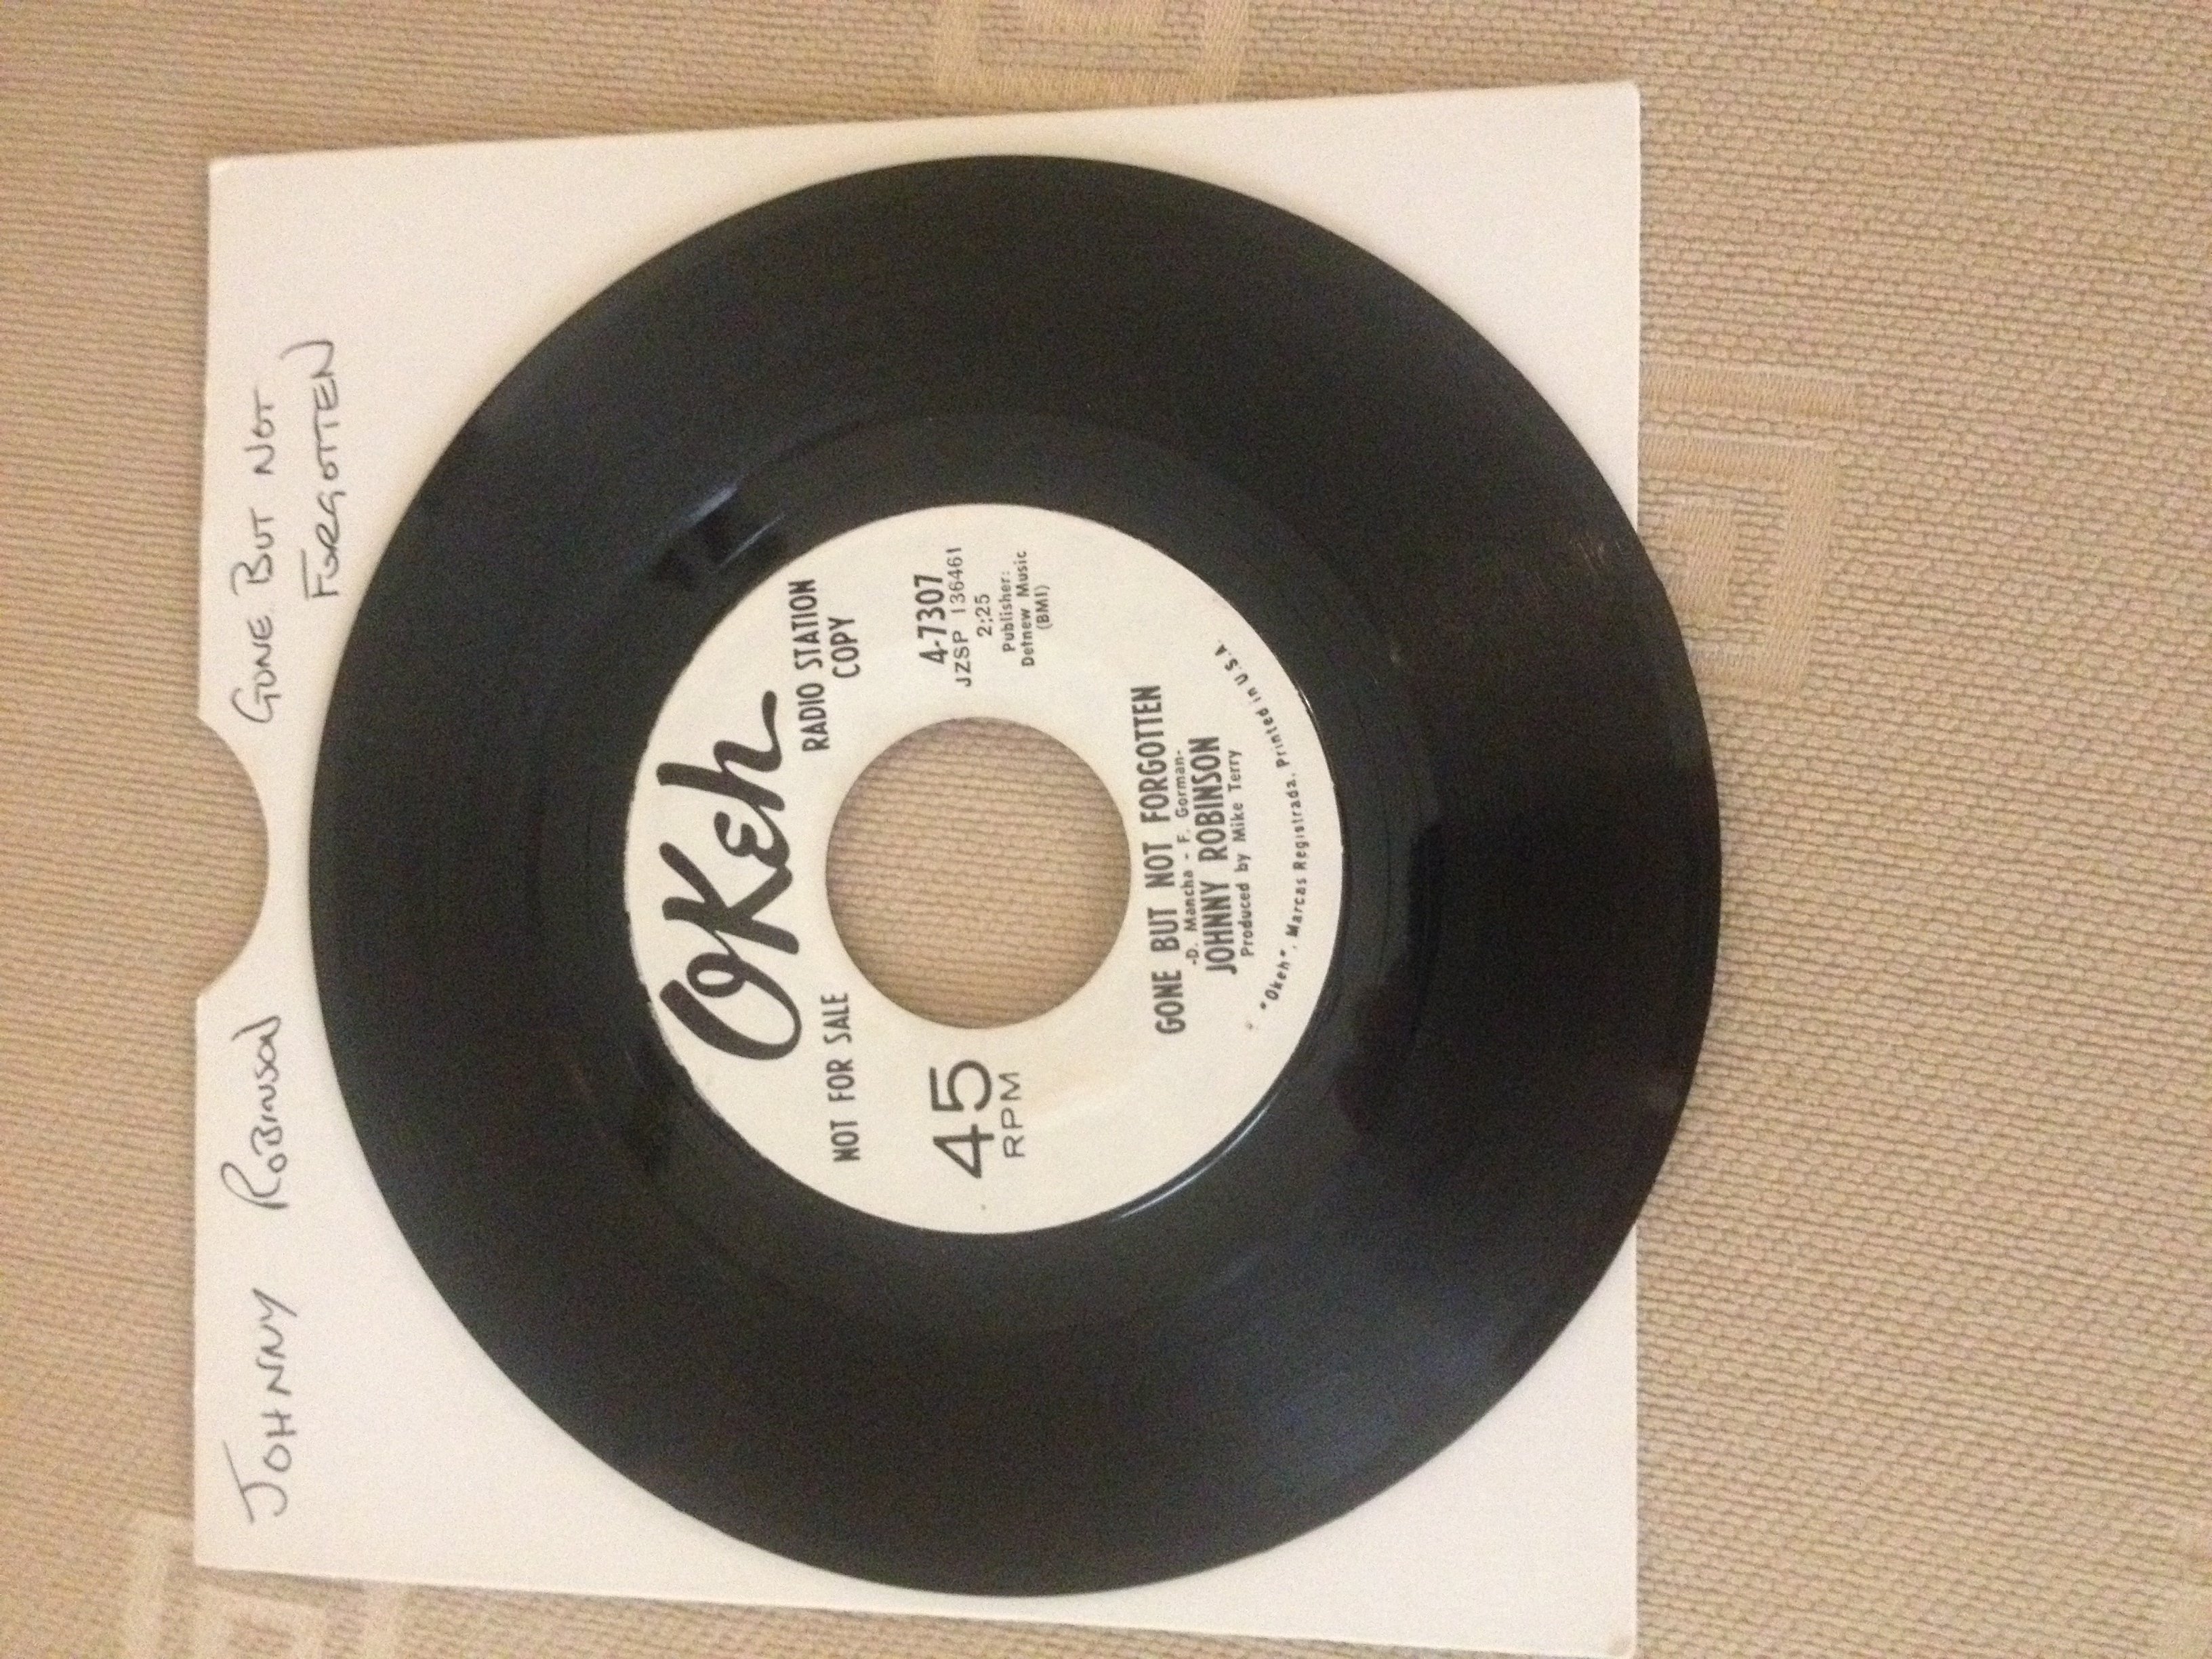 JOHNNY ROBINSON GONE BUT NOT
FORGOTTEN
OKeh
NOT FOR SALE
RADIO STATION
COPY
45
RPM
4-7307
JZSP 136461
2:25
Publisher:
Detnew Music
(BMI)
GONE BUT NOT FORGOTTEN
-D. Mancha - F. Gorman-
JOHNNY ROBINSON
Produced by Mike Terry
"Okeh", Marcas Registrada. Printed in U.S.A.